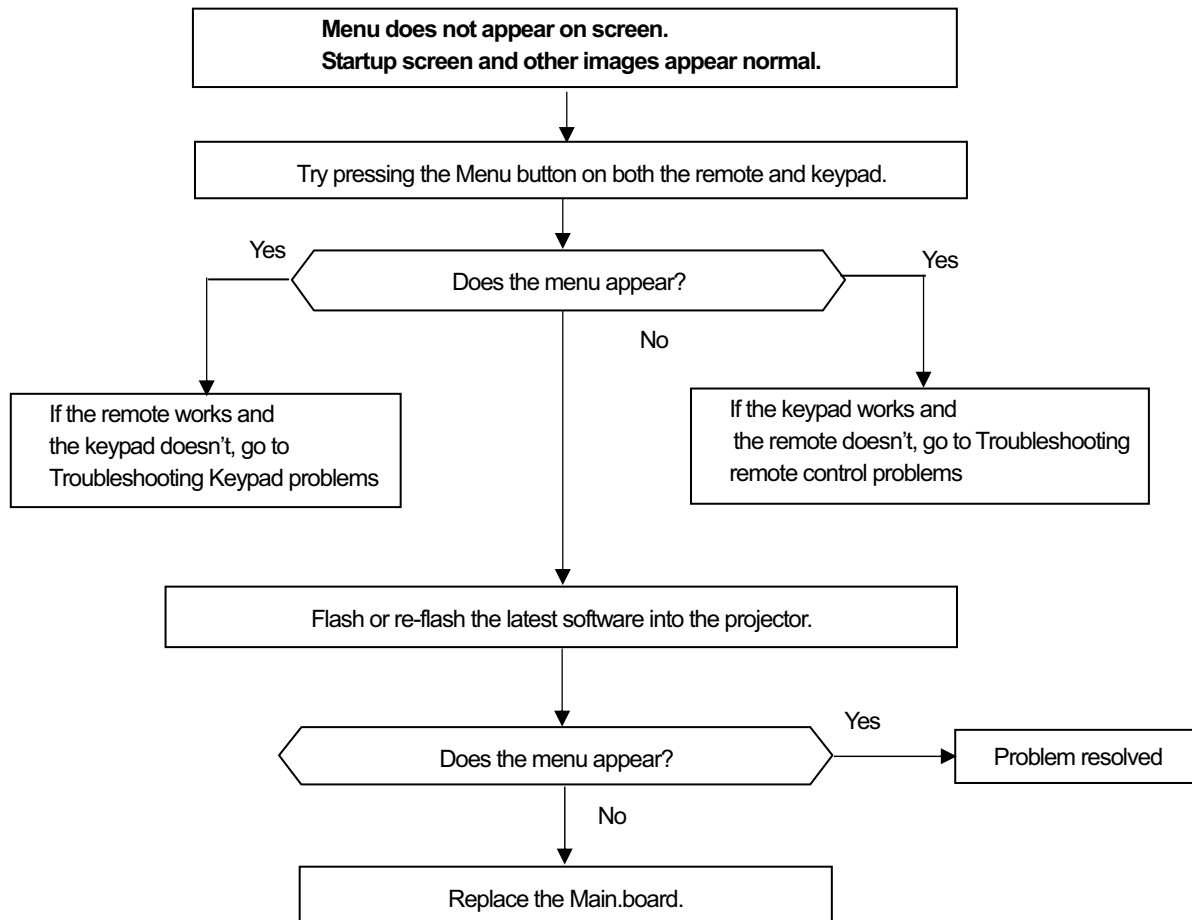 Menu does not appear on screen.
Startup screen and other images appear normal.
Try pressing the Menu button on both the remote and keypad.
Yes
Does the menu appear?
Yes
No
If the remote works and
the keypad doesn't, go to
Troubleshooting Keypad problems
If the keypad works and
the remote doesn't, go to Troubleshooting
remote control problems
Flash or re-flash the latest software into the projector.
Does the menu appear?
Yes
Problem resolved
No
Replace the Main.board.